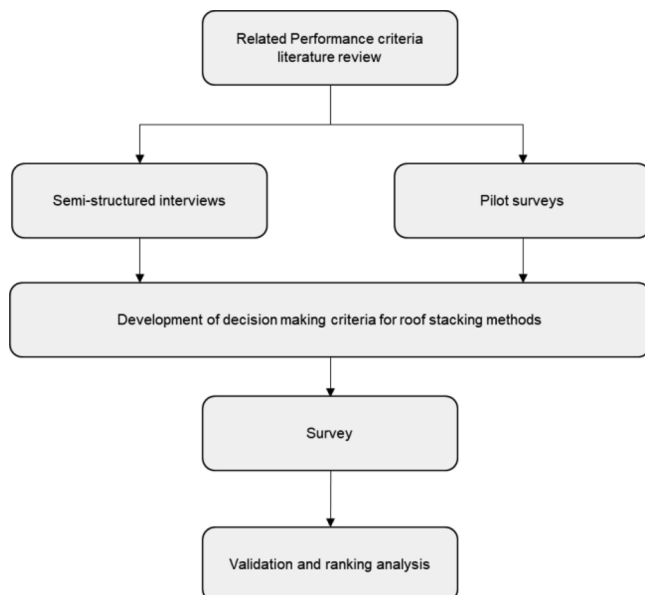 Related Performance criteria
literature review
Semi-structured interviews
Pilot surveys
Development of decision making criteria for roof stacking methods
Survey
Validation and ranking analysis